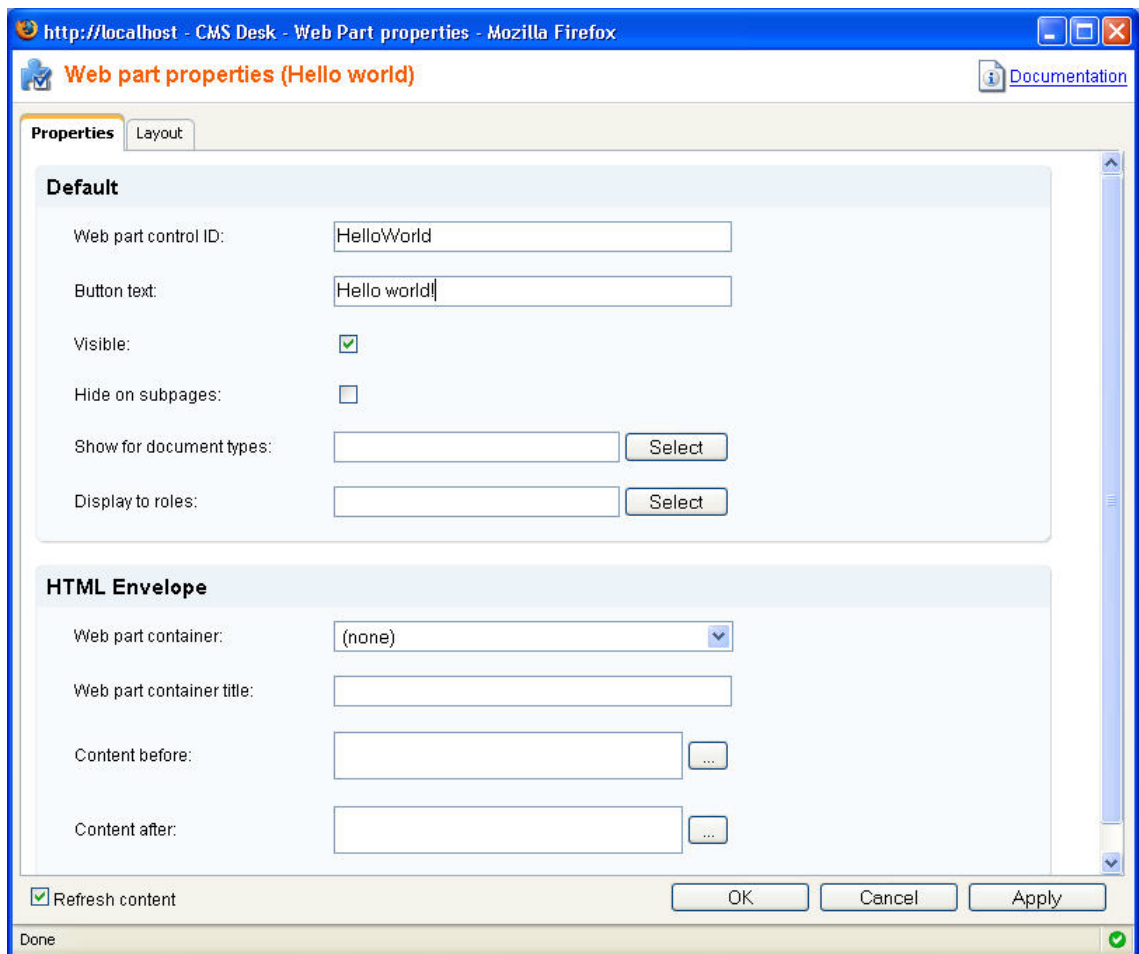 http://localhost - CMS Desk - Web Part properties - Mozilla Firefox
Web part properties (Hello world)
Documentation
Properties
Layout
Default
Web part control ID: HelloWorld
Button text: Hello world!
Visible:
Hide on subpages:
Show for document types: Select
Display to roles: Select
HTML Envelope
Web part container: (none)
Web part container title:
Content before: ...
Content after: ...
Refresh content OK Cancel Apply
Done